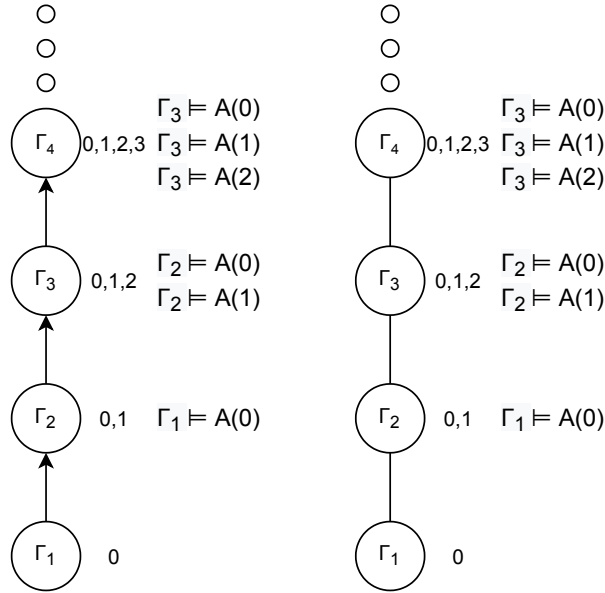 Γ₃ ⊨ A(0)
Γ₄ 0,1,2,3 Γ₃ ⊨ A(1)
Γ₃ ⊨ A(2)
Γ₂ ⊨ A(0)
Γ₃ 0,1,2
Γ₂ ⊨ A(1)
Γ₂ 0,1 Γ₁ ⊨ A(0)
Γ₁ 0
Γ₃ ⊨ A(0)
Γ₄ 0,1,2,3 Γ₃ ⊨ A(1)
Γ₃ ⊨ A(2)
Γ₂ ⊨ A(0)
Γ₃ 0,1,2
Γ₂ ⊨ A(1)
Γ₂ 0,1 Γ₁ ⊨ A(0)
Γ₁ 0